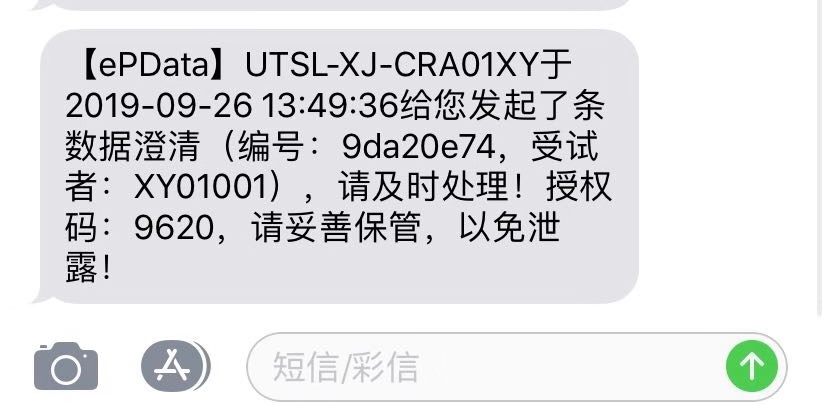 【ePData】UTSL-XJ-CRA01XY于
2019-09-26 13:49:36给您发起了条
数据澄清（编号：9da20e74，受试
者：XY01001），请及时处理！授权
码：9620，请妥善保管，以免泄
露！
短信/彩信